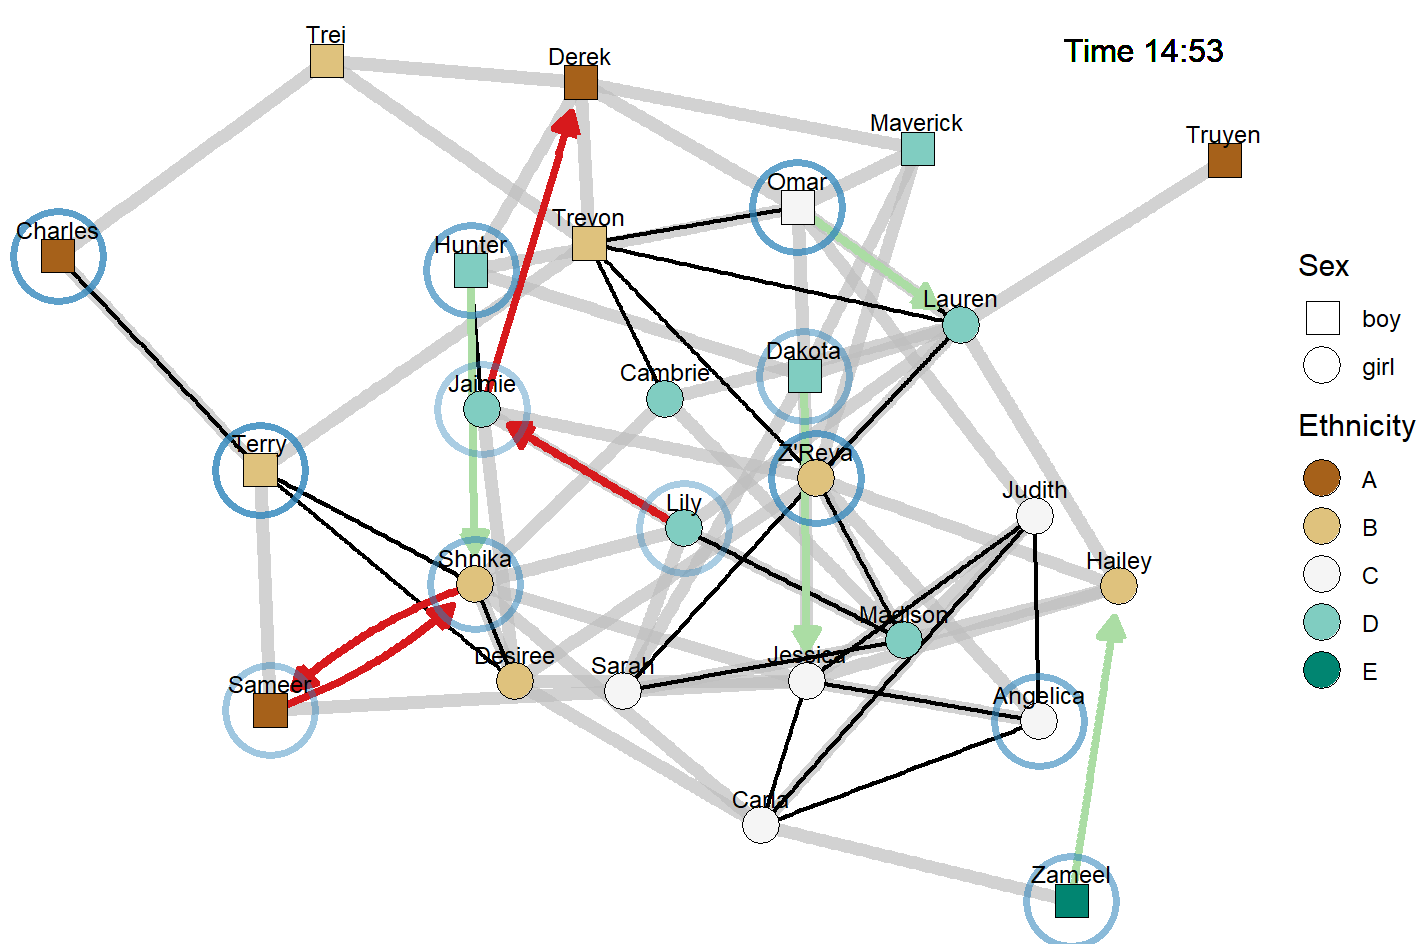 Trei
Time 14:53
Derek
Maverick
Truyen
Omar
Trevon
Charles
Hunter
Sex
Lauren
boy
Dakota
girl
Cambrie
Jaimie
Ethnicity
Terry
Z'Reya
A
Judith
Lily
B
Shnika
Hailey
C
Madison
D
Desiree
Jessica
Sarah
E
Sameer
Angelica
Carla
Zameel